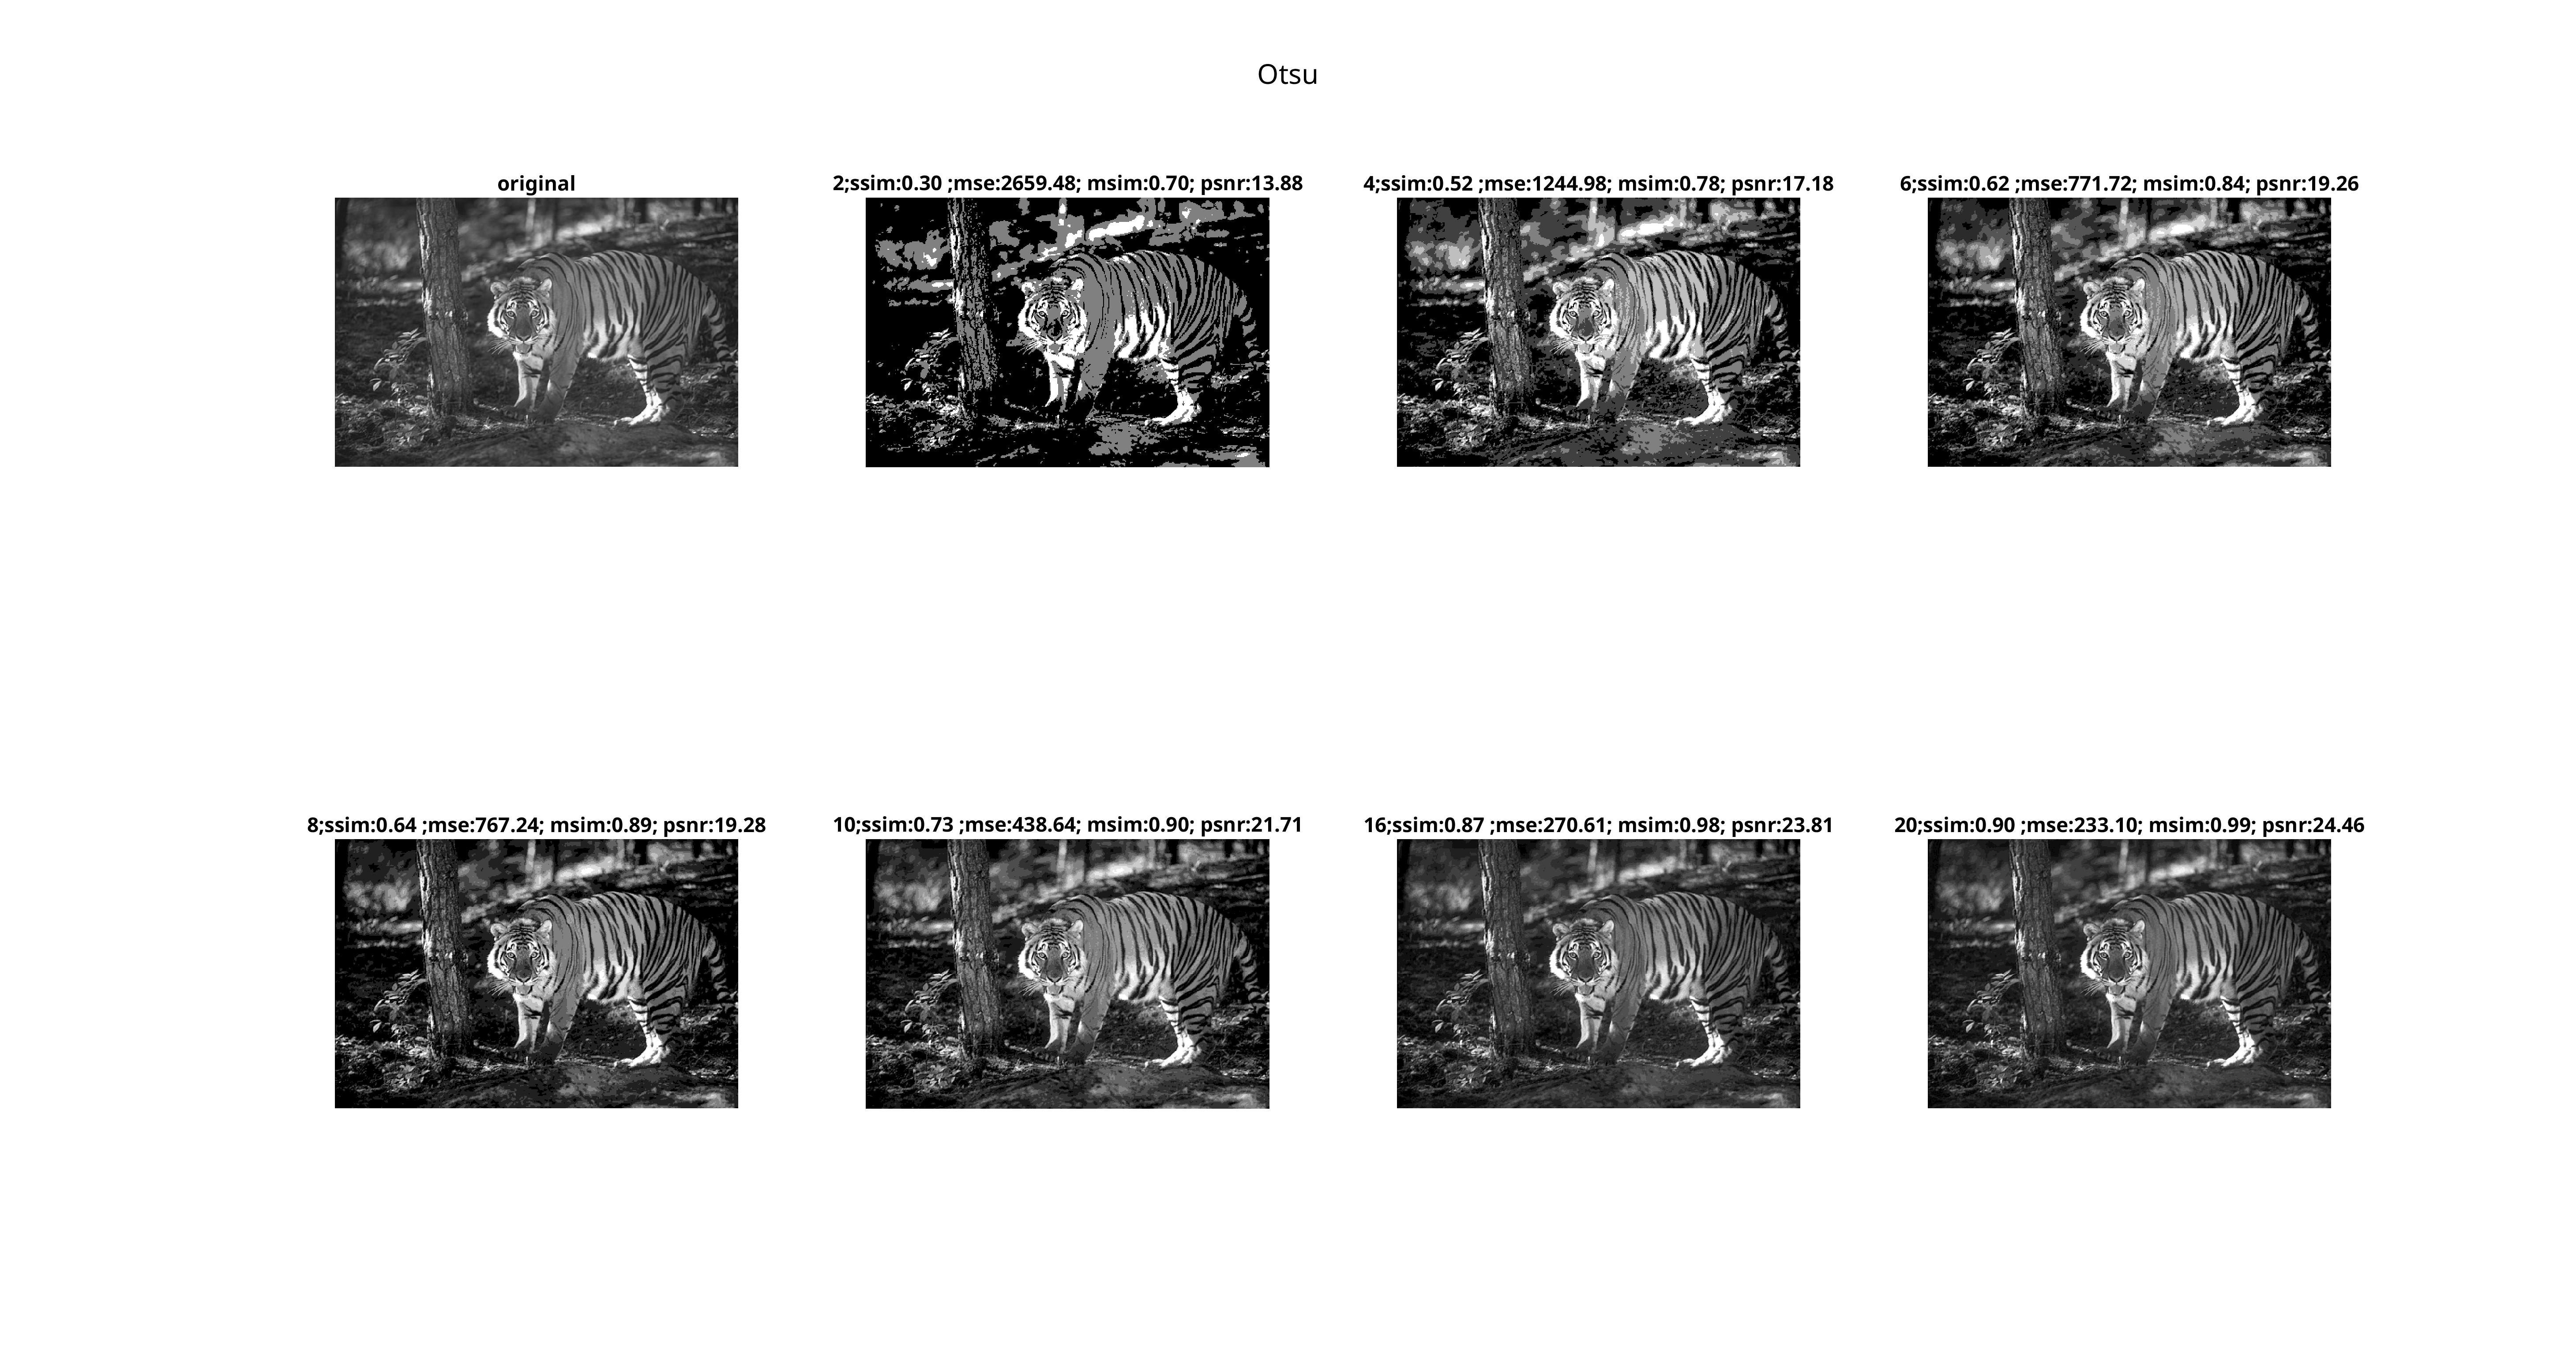 Otsu
original
2;ssim:0.30 ;mse:2659.48; msim:0.70; psnr:13.88
4;ssim:0.52 ;mse:1244.98; msim:0.78; psnr:17.18
6;ssim:0.62 ;mse:771.72; msim:0.84; psnr:19.26
8;ssim:0.64 ;mse:767.24; msim:0.89; psnr:19.28
10;ssim:0.73 ;mse:438.64; msim:0.90; psnr:21.71
16;ssim:0.87 ;mse:270.61; msim:0.98; psnr:23.81
20;ssim:0.90 ;mse:233.10; msim:0.99; psnr:24.46